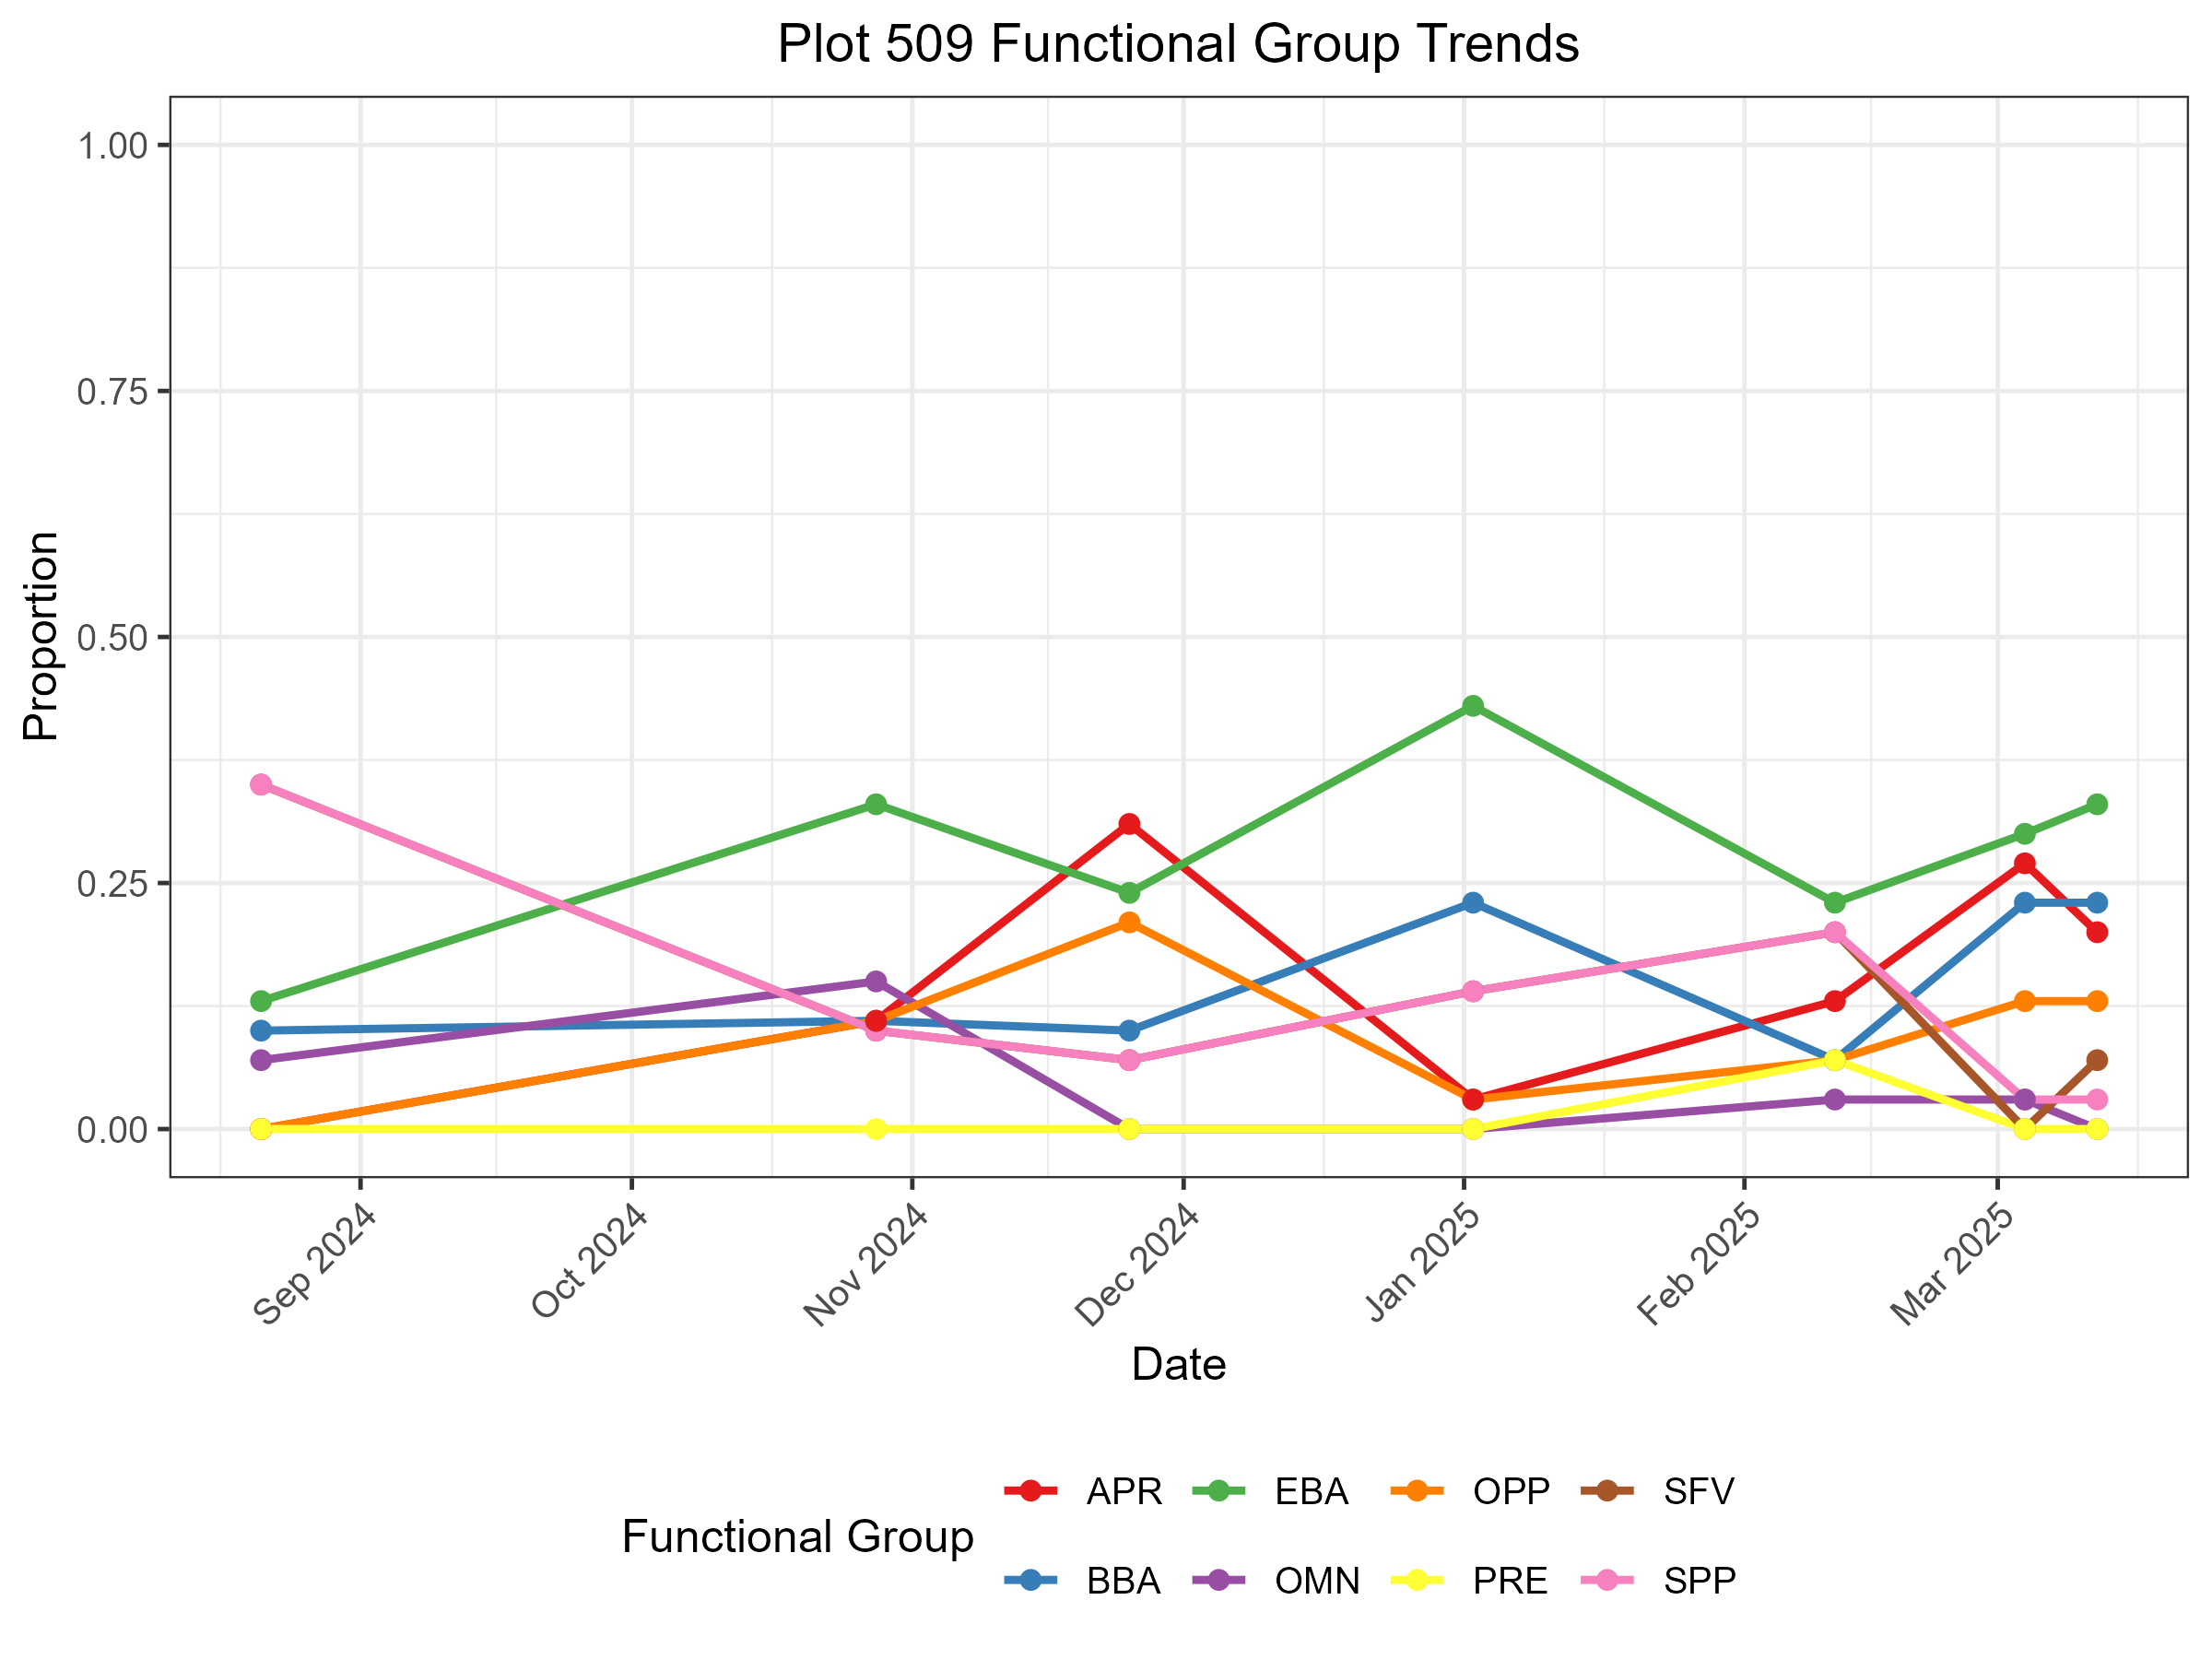 Plot 509 Functional Group Trends
1.00
0.75
0.50
0.25
0.00
Proportion
Sep 2024
Oct 2024
Nov 2024
Dec 2024
Jan 2025
Feb 2025
Mar 2025
Date
Functional Group
APR
EBA
OPP
SFV
BBA
OMN
PRE
SPP